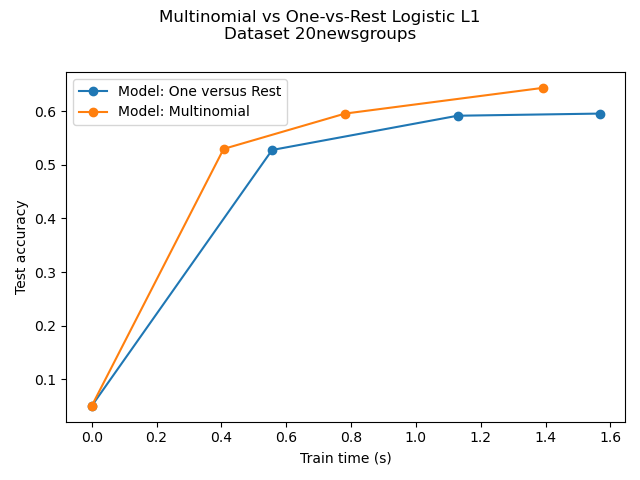 Multinomial vs One-vs-Rest Logistic L1
Dataset 20newsgroups
Model: One versus Rest
Model: Multinomial
Test accuracy
0.6
0.5
0.4
0.3
0.2
0.1
0.0 0.2 0.4 0.6 0.8 1.0 1.2 1.4 1.6
Train time (s)